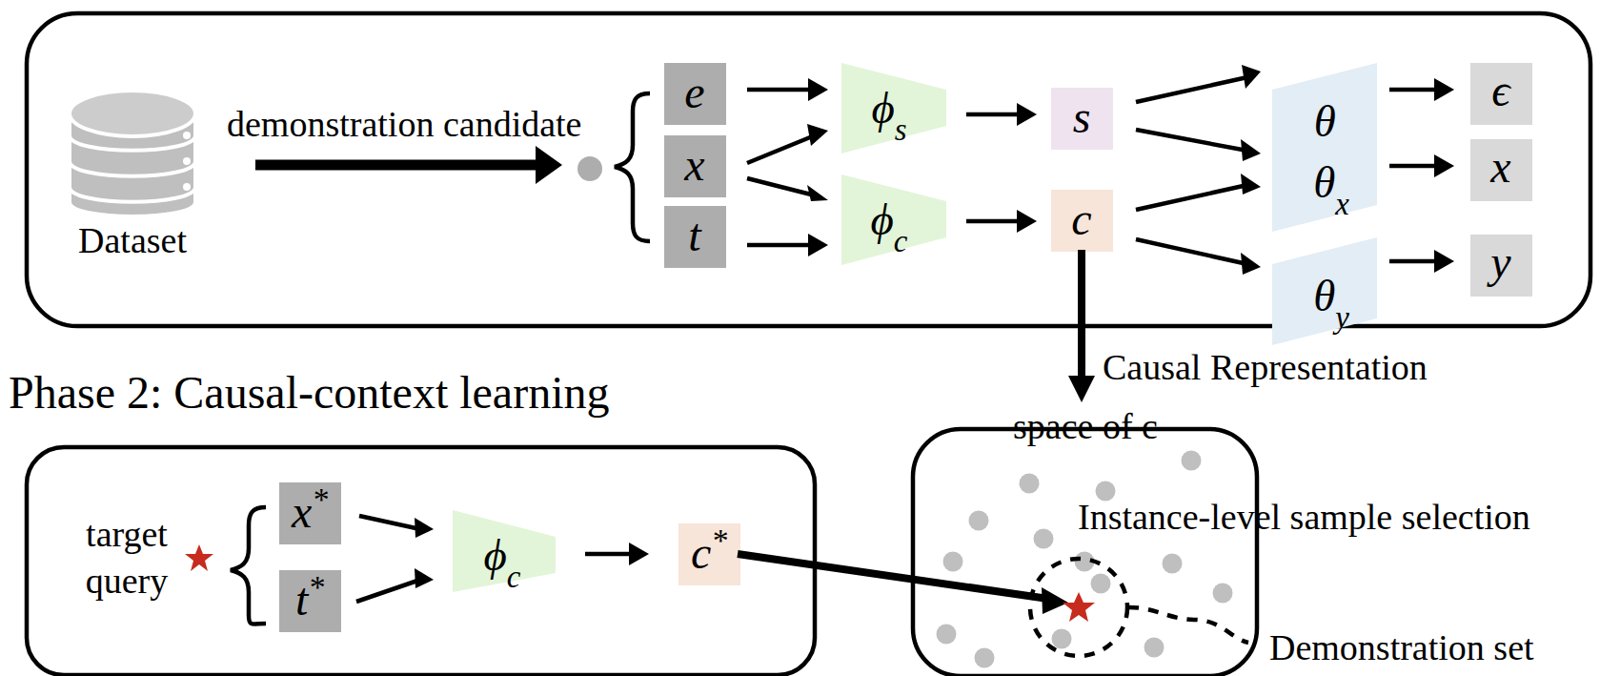 demonstration candidate
Dataset
e
x
t
ϕs
ϕc
s
c
θ
θx
θy
ϵ
x
y
Causal Representation
Phase 2: Causal-context learning
space of c
target
query
x*
t*
ϕc
c*
Instance-level sample selection
Demonstration set